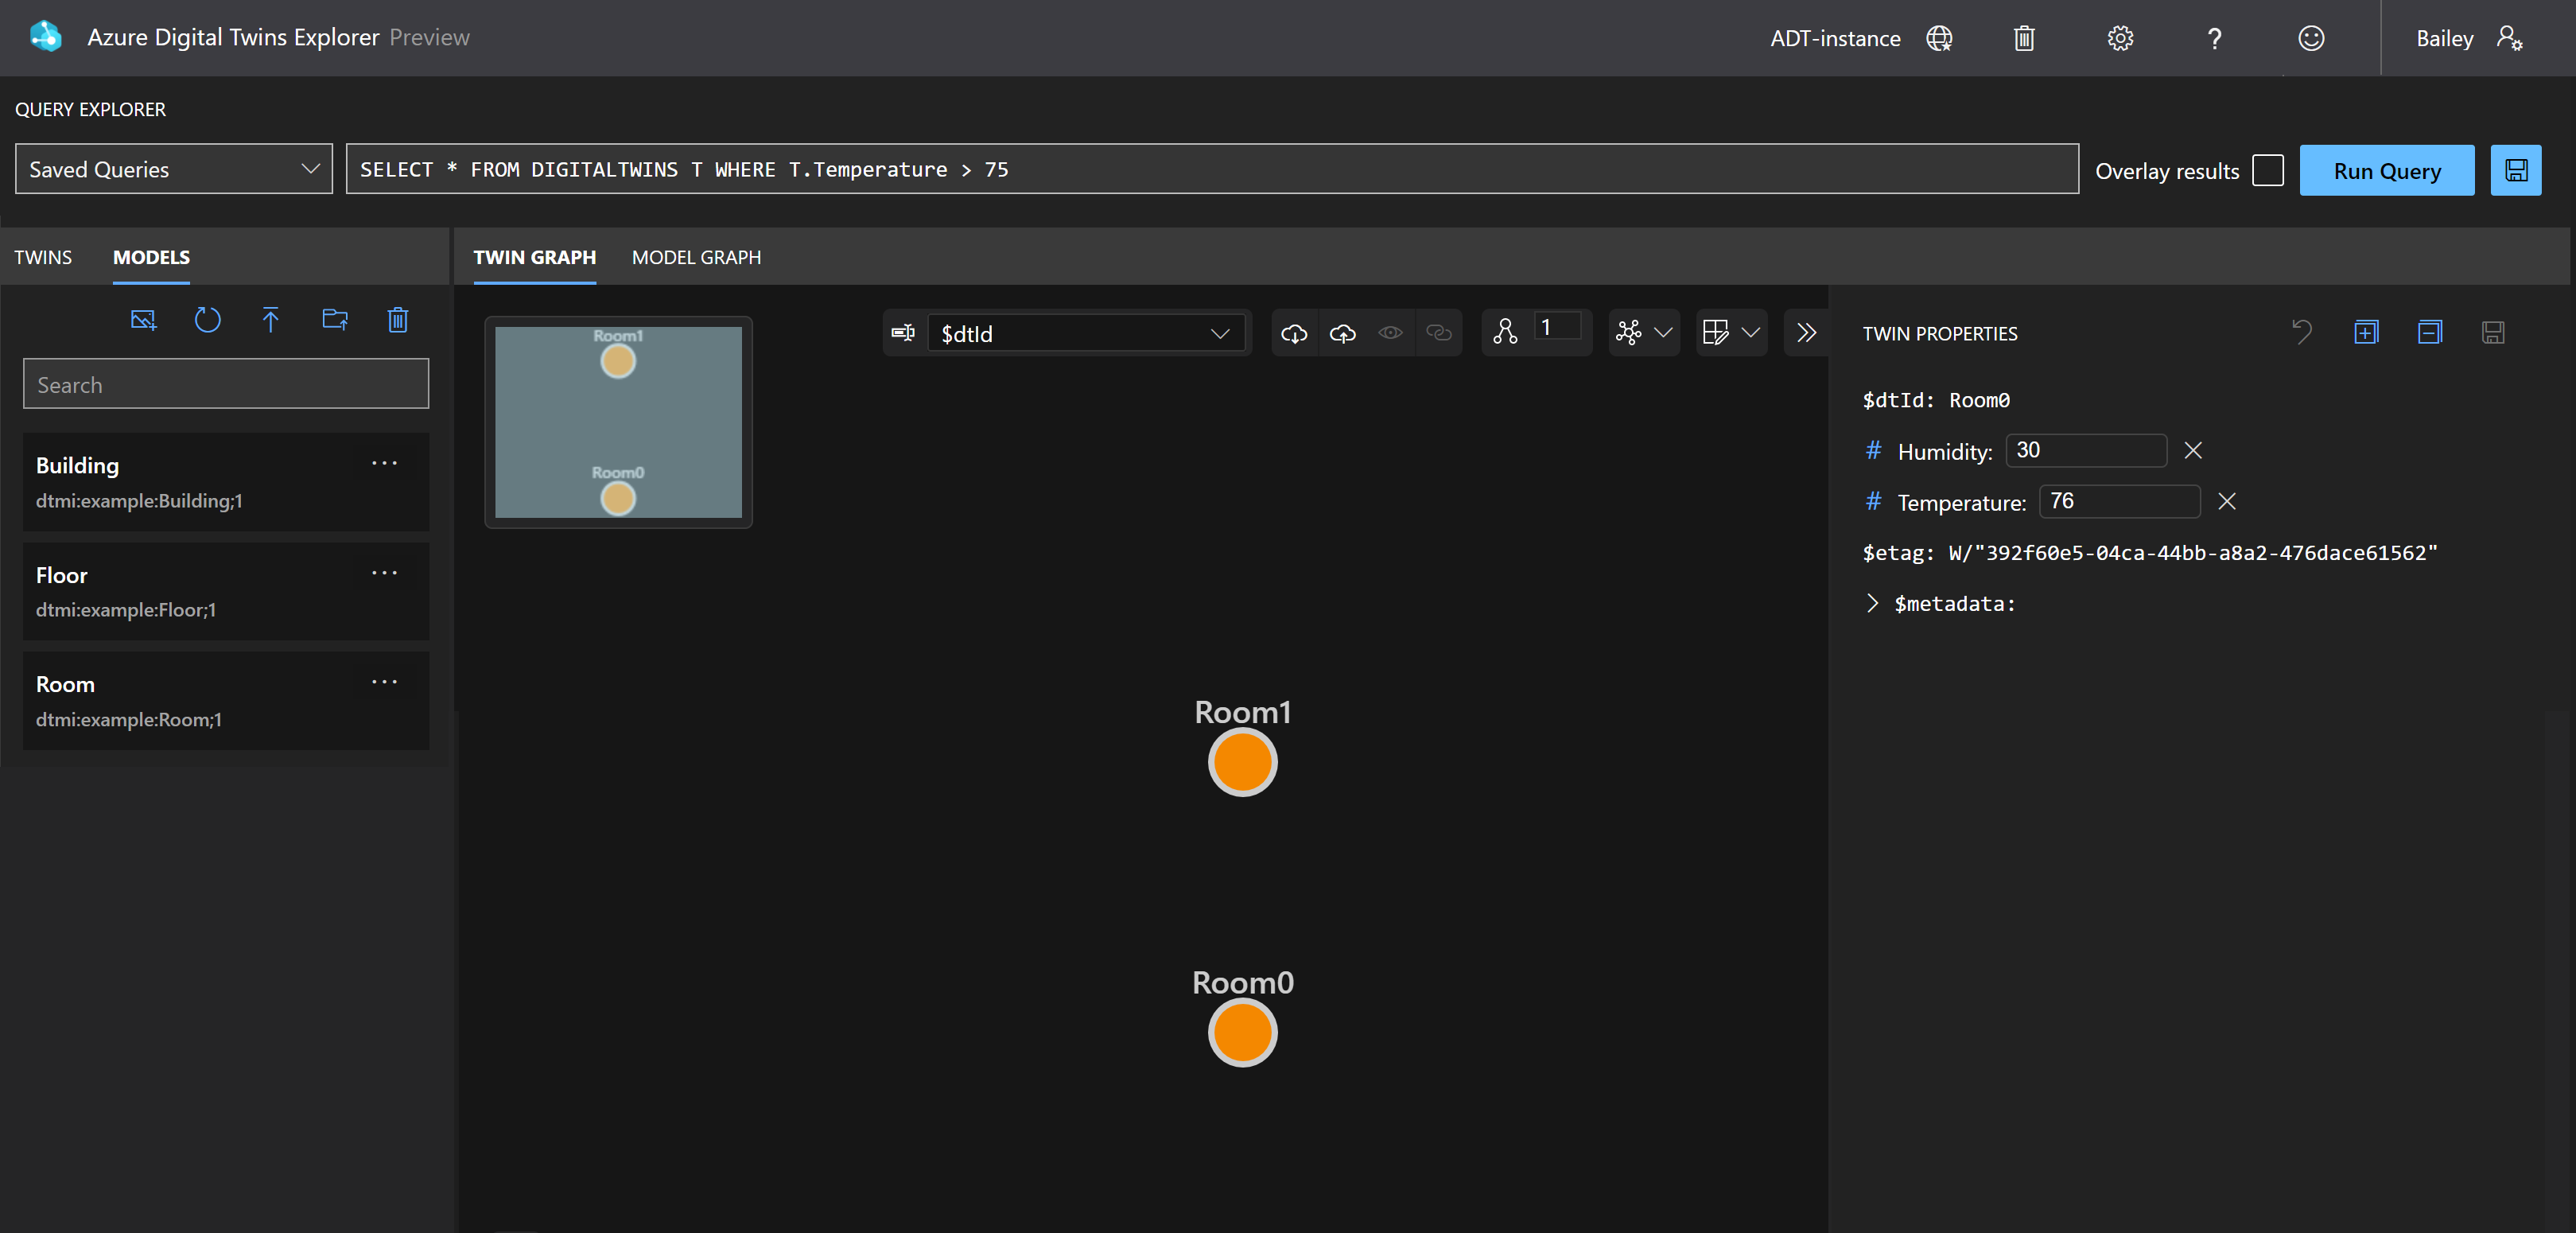 Azure Digital Twins Explorer Preview
ADT-instance
?
Bailey
QUERY EXPLORER
Saved Queries
SELECT * FROM DIGITALTWINS T WHERE T.Temperature > 75
Overlay results
Run Query
TWINS MODELS
TWIN GRAPH MODEL GRAPH
Search
Building
dtmi:example:Building;1
Floor
dtmi:example:Floor;1
Room
dtmi:example:Room;1
Room1
Room0
$dtId
1
Room1
Room0
TWIN PROPERTIES
$dtId: Room0
# Humidity: 30
# Temperature: 76
$etag: W/"392f60e5-04ca-44bb-a8a2-476dace61562"
$metadata: